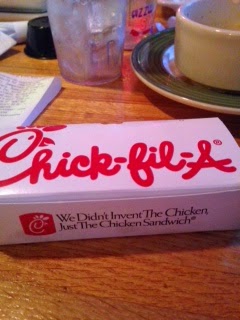 Chick-fil-A®
We Didn't Invent The Chicken,
Just The Chicken Sandwich®